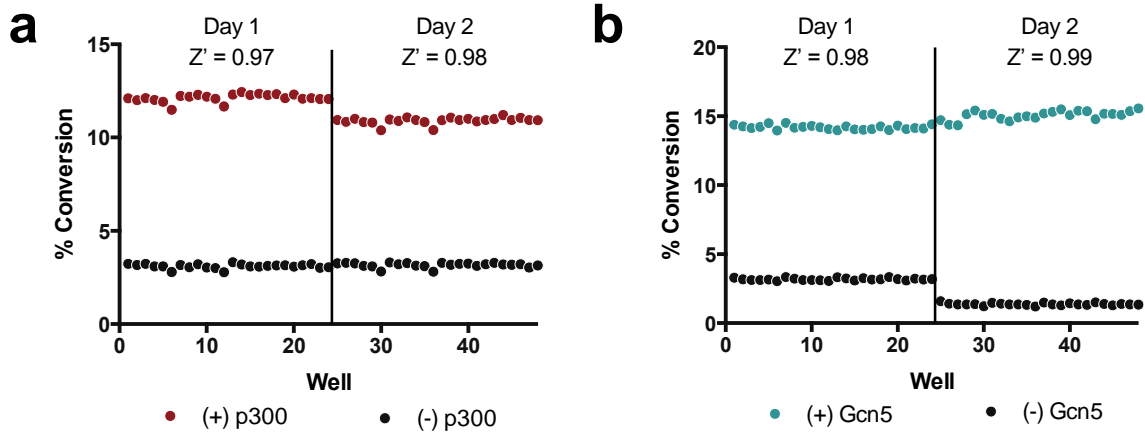 a
Day 1
Day 2
Z' = 0.97
Z' = 0.98
15
10
5
0
% Conversion
0
10
20
30
40
Well
(+) p300
(-) p300
b
Day 1
Day 2
Z' = 0.98
Z' = 0.99
20
15
10
5
0
% Conversion
0
10
20
30
40
Well
(+) Gcn5
(-) Gcn5